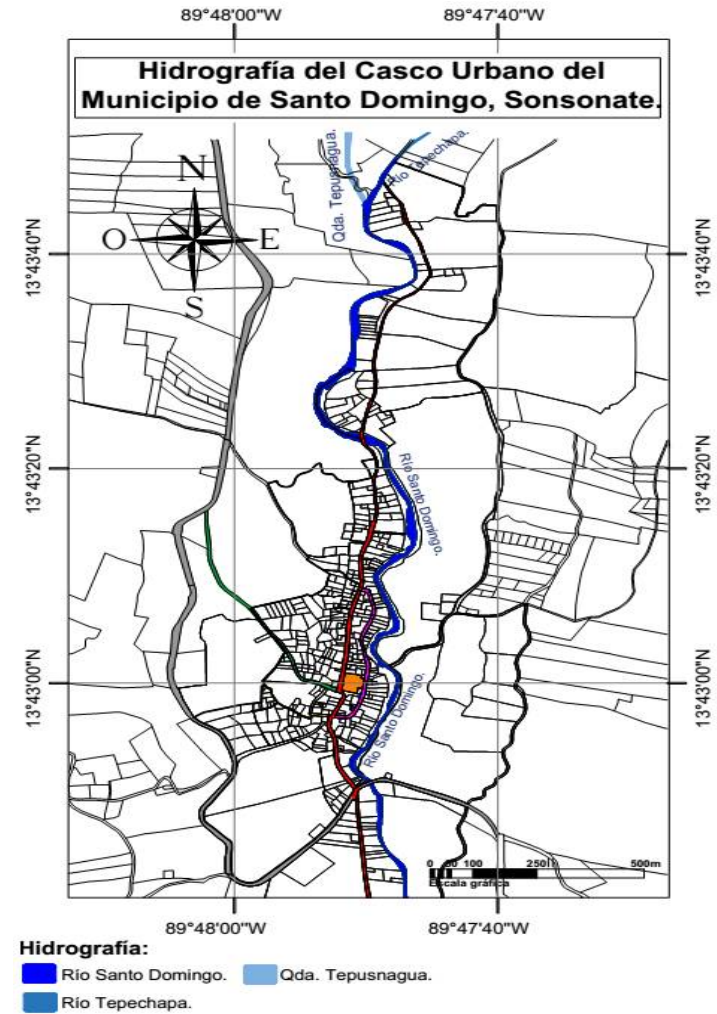 89°48'00"W
89°47'40"W
Hidrografía del Casco Urbano del
Municipio de Santo Domingo, Sonsonate.
Qda. Tepusnagua.
Río Tepechapa.
N
O
E
S
13°43'40"N
13°43'40"N
13°43'20"N
13°43'20"N
Río Santo Domingo.
13°43'00"N
13°43'00"N
Río Santo Domingo.
0 50 100 250 500m
Escala gráfica
89°48'00"W
89°47'40"W
Hidrografía:
Río Santo Domingo.
Qda. Tepusnagua.
Río Tepechapa.